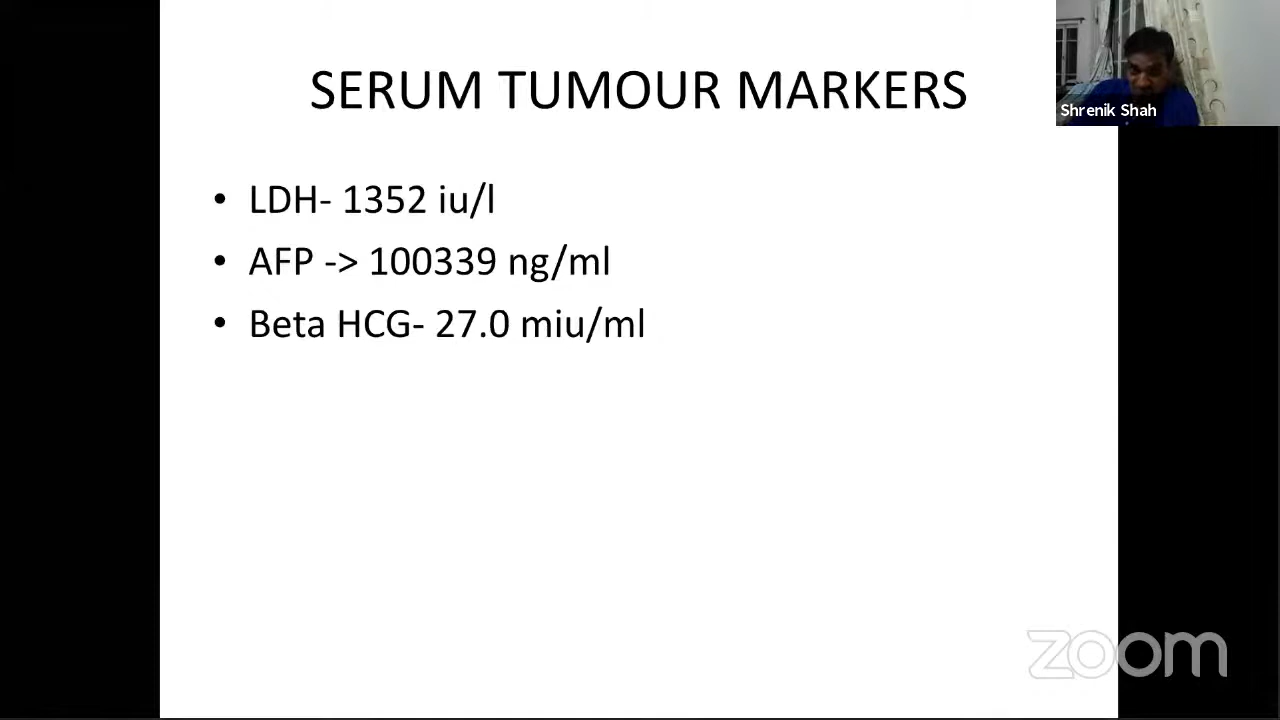 SERUM TUMOUR MARKERS
Shrenik Shah
• LDH- 1352 iu/l
• AFP -> 100339 ng/ml
• Beta HCG- 27.0 miu/ml
zoom